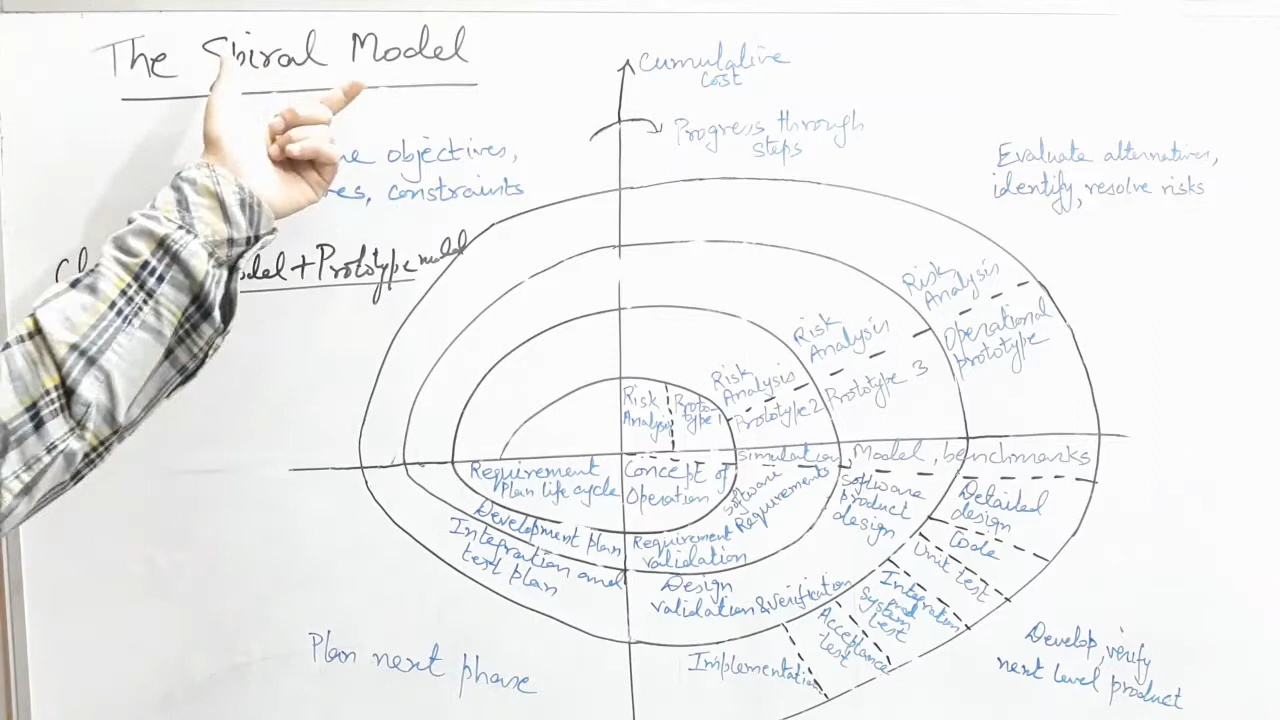 The Spiral Model
Cumulative
cost
Progress through
steps
objectives,
constraints
Evaluate alternatives,
identify, resolve risks
+Prototype model
Risk
Analysis
Operational
prototype
Risk
Analysis
Prototype 3
Risk
Analysis
Prototype 2
Risk
Analysis
Proto-
type 1
simulation, Model, benchmarks
Requirement
Plan life cycle
Concept of
Operation
Software
Requirements
Software
product
design
Detailed
design
Development plan
Requirement
validation
Code
Integration and
test plan
Unit test
Design
validation & verification
Integration
and
System
test
Acceptance
test
Implementation
Plan next phase
Develop, verify
next level product